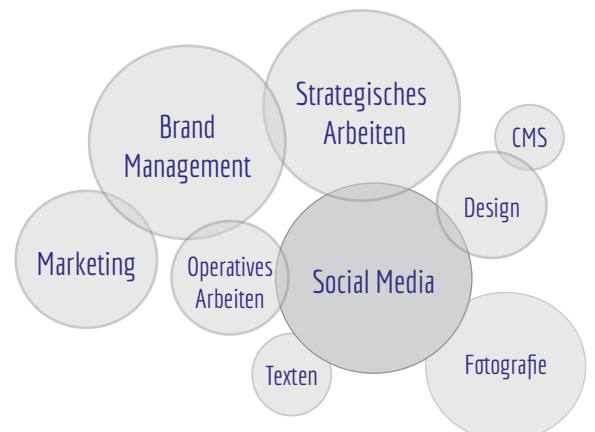 Strategisches
Arbeiten
Brand
Management
CMS
Design
Marketing
Operatives
Arbeiten
Social Media
Texten
Fotografie